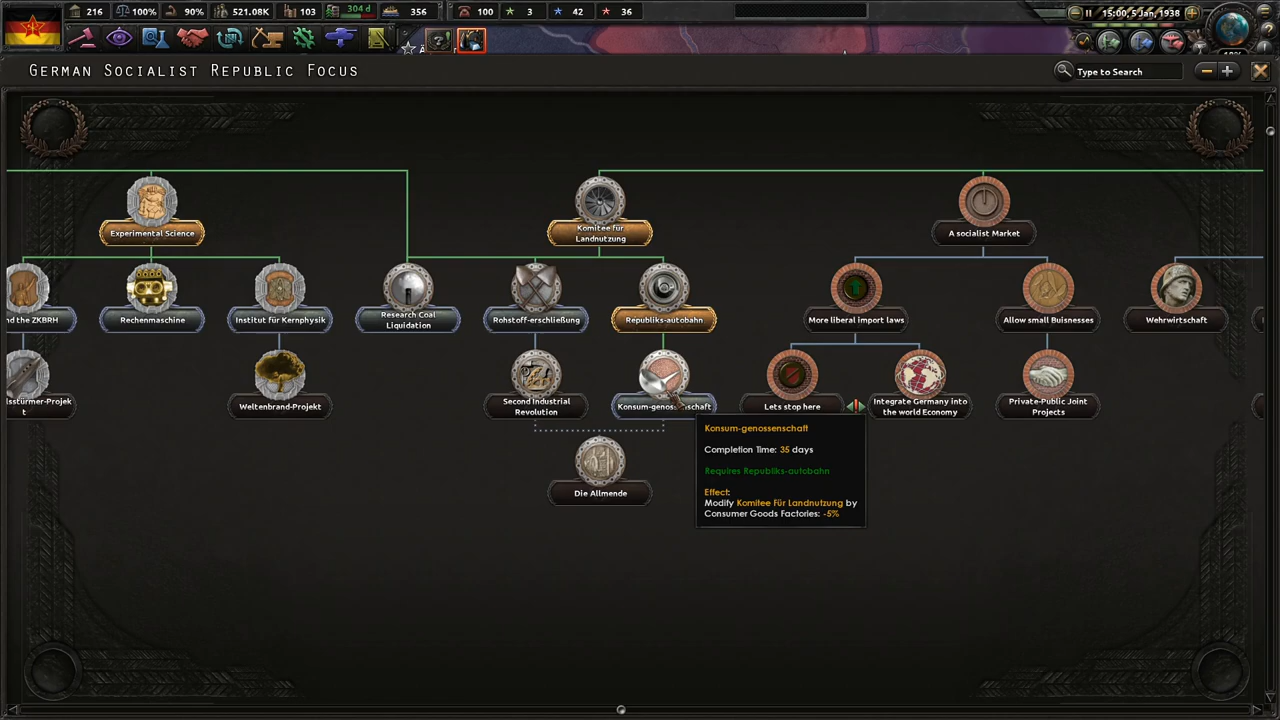 216 100% 90% 521.08K 103 304 d 356 100 3 42 36
15:00, 5 Jan, 1938
German Socialist Republic Focus
Type to Search
Experimental Science
Komitee für
Landnutzung
A socialist Market
nd the ZKBRH
Rechenmaschine
Institut für Kernphysik
Research Coal
Liquidation
Rohstoff-erschließung
Republiks-autobahn
More liberal import laws
Allow small Buisnesses
Wehrwirtschaft
ssturmer-Projek
t
Weltenbrand-Projekt
Second Industrial
Revolution
Konsum-genossenschaft
Lets stop here
Integrate Germany into
the world Economy
Private-Public Joint
Projects
Die Allmende
Konsum-genossenschaft
Completion Time: 35 days
Requires Republiks-autobahn
Effect:
Modify Komitee Für Landnutzung by
Consumer Goods Factories: -5%